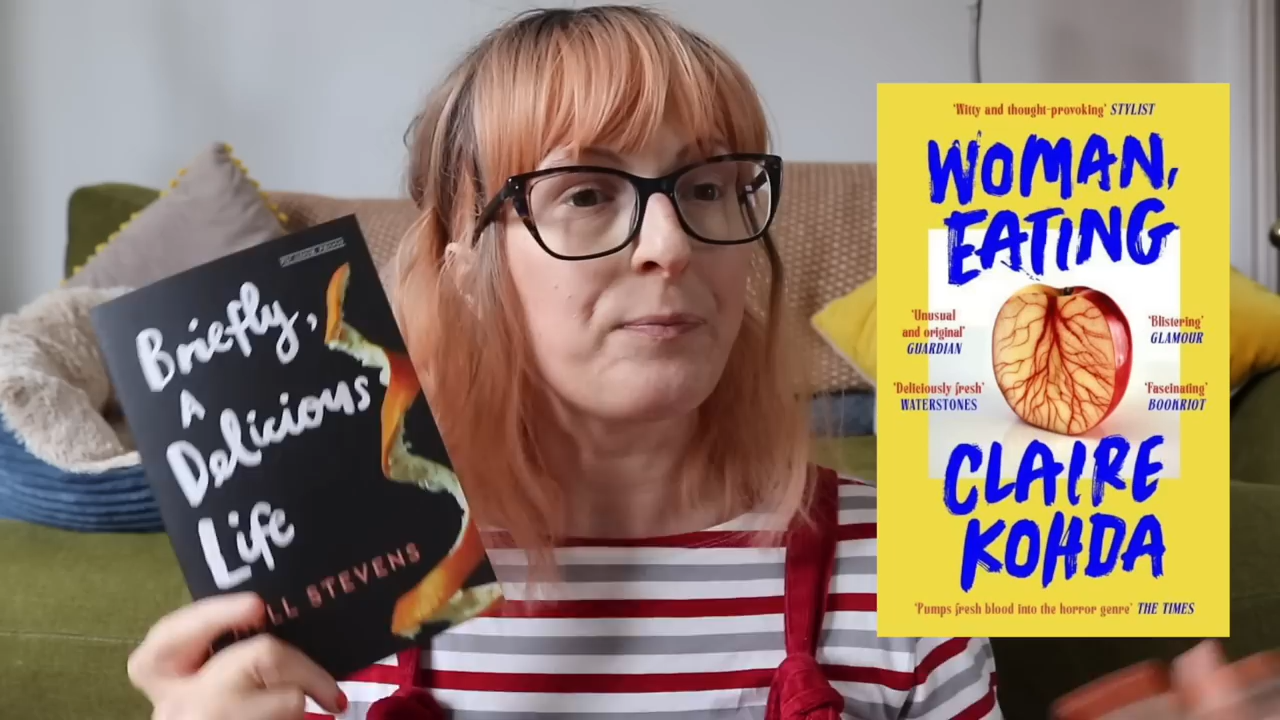 Briefly,
A
Delicious
Life
STEVENS
'Witty and thought-provoking' STYLIST
WOMAN,
EATING
'Unusual
and original'
GUARDIAN
'Blistering'
GLAMOUR
'Deliciously fresh'
WATERSTONES
'Fascinating'
BOOKRIOT
CLAIRE
KOHDA
'Pumps fresh blood into the horror genre' THE TIMES